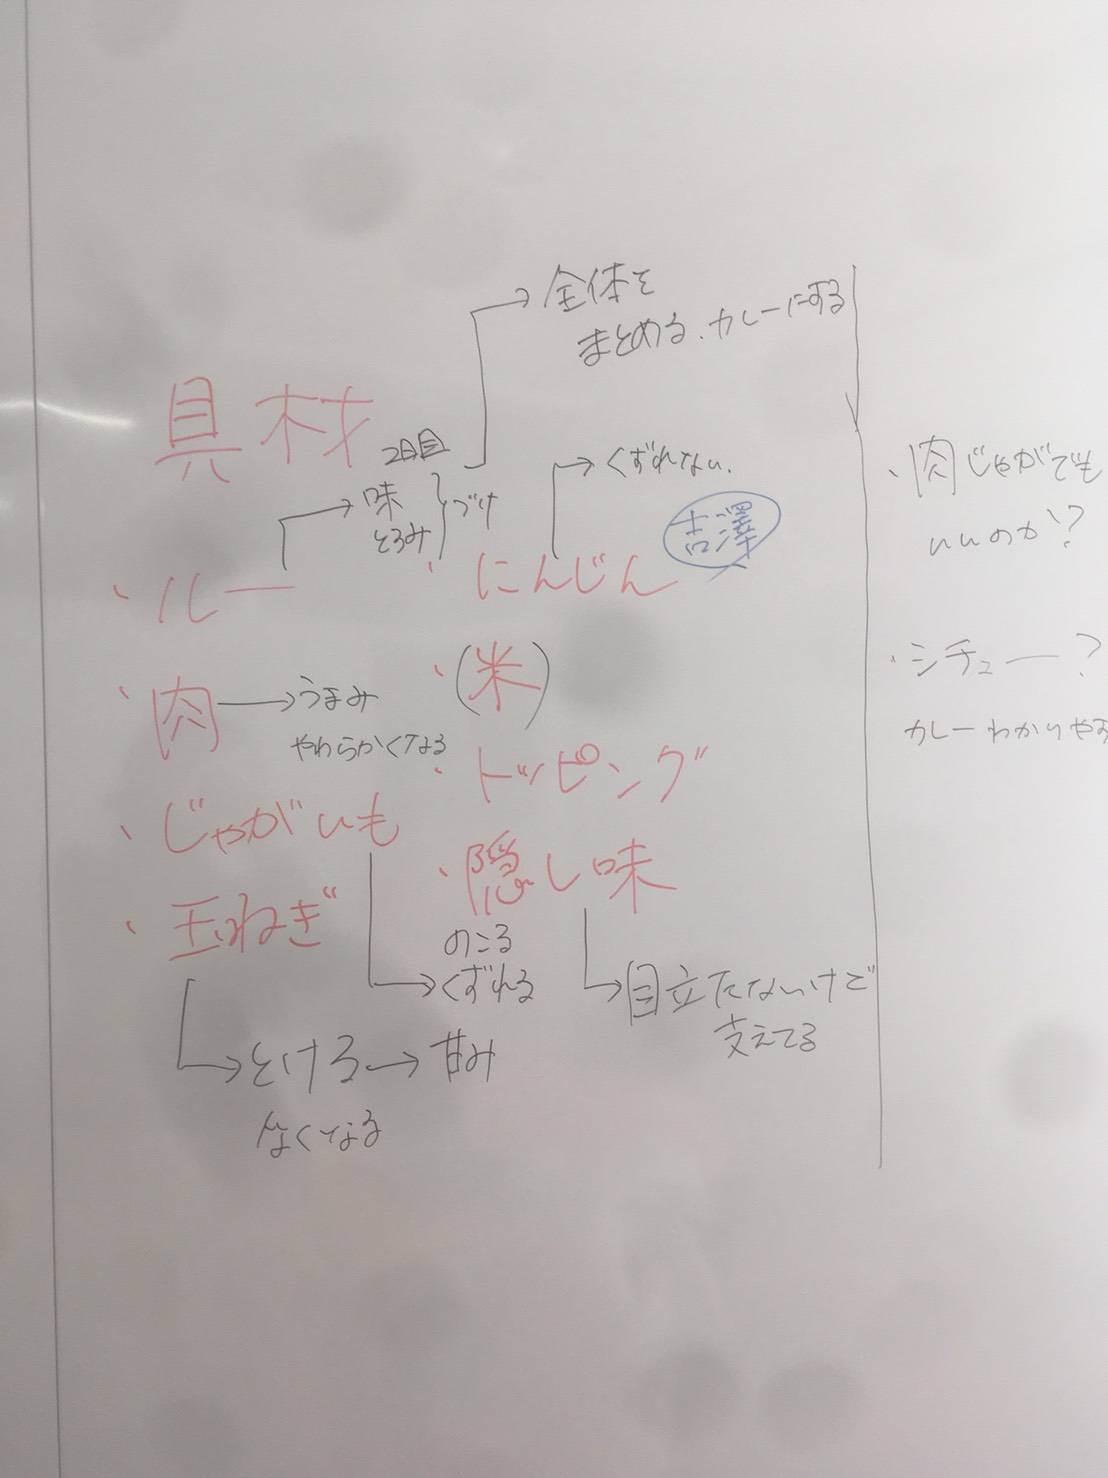 全体を
まとめる、カレーにする
具材
2日目
味
とろみ
づけ
くずれない、
吉澤
・ルー
・にんじん
・肉
うまみ
やわらかくなる
・(米)
・トッピング
・じゃがいも
・隠し味
・玉ねぎ
のこる
くずれる
目立たないけど
支えてる
とける→甘み
なくなる
・肉じゃがでも
いいのか?
・シチュー?
カレーわかりやす